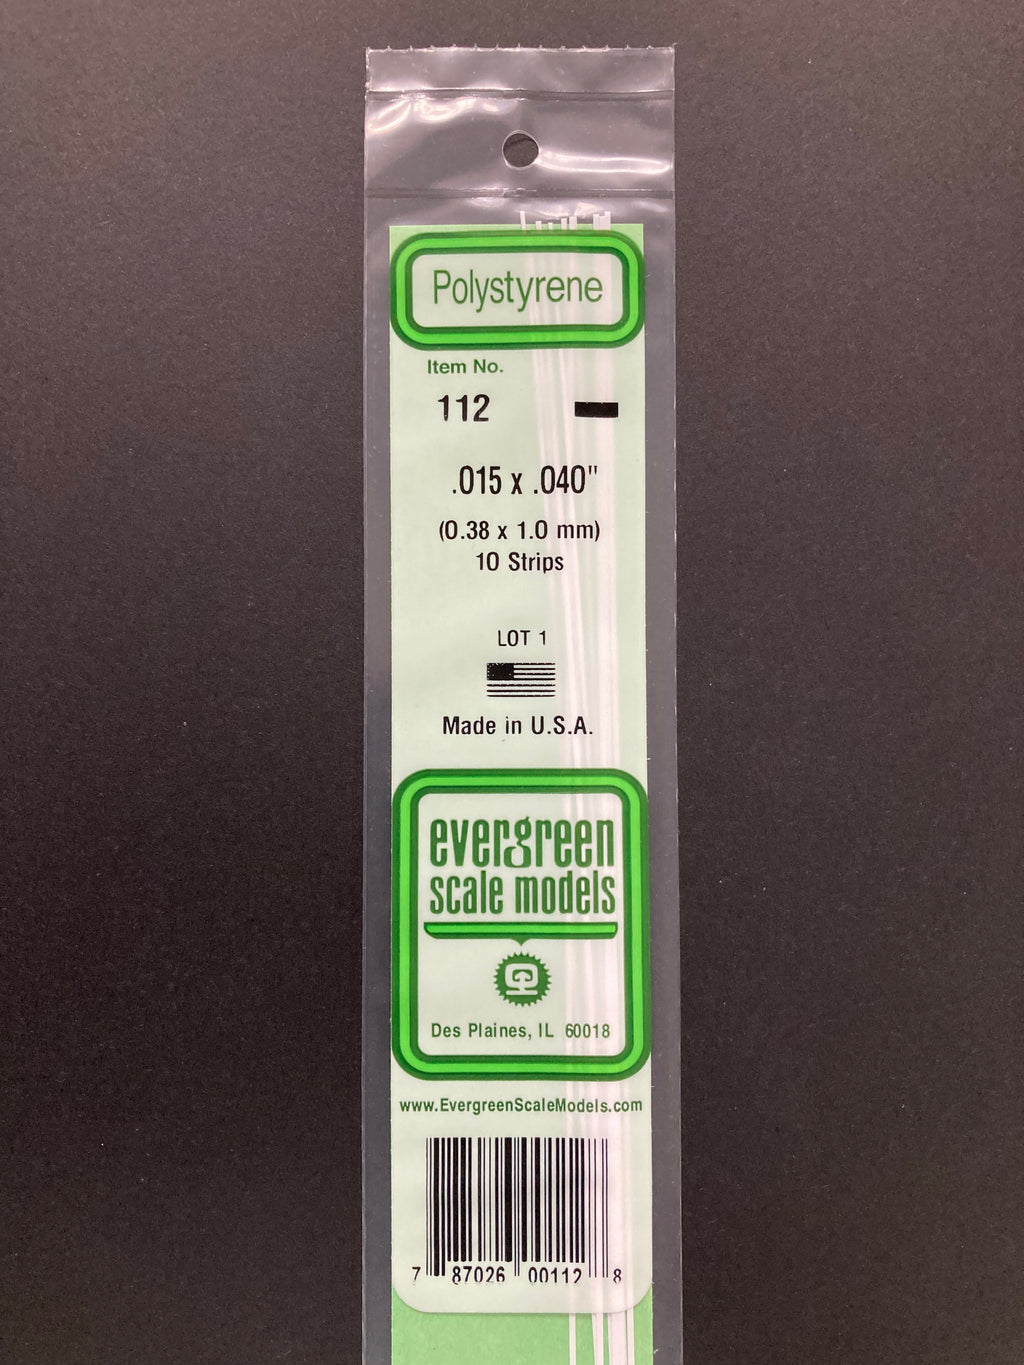 Polystyrene
Item No.
112
.015 x .040"
(0.38 x 1.0 mm)
10 Strips
LOT 1
Made in U.S.A.
evergreen
scale models
Des Plaines, IL 60018
www.EvergreenScaleModels.com
7 87026 00112 8